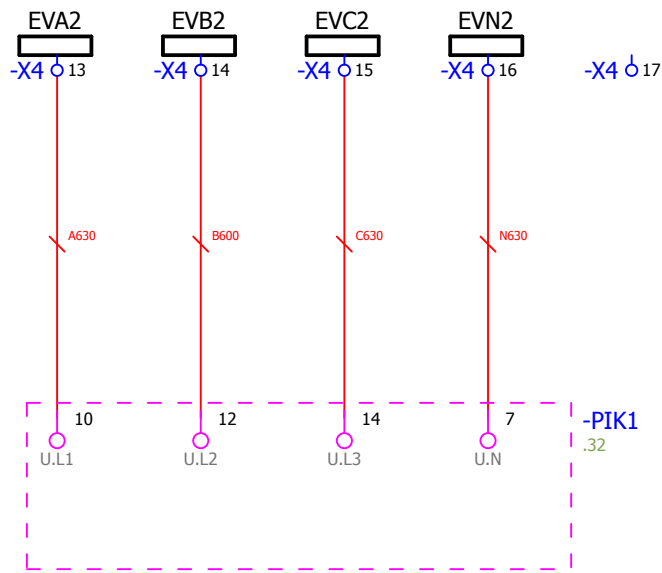 EVA2 EVB2 EVC2 EVN2
-X4 13 -X4 14 -X4 15 -X4 16 -X4 17
A630 B600 C630 N630
10 12 14 7 -PIK1
U.L1 U.L2 U.L3 U.N .32